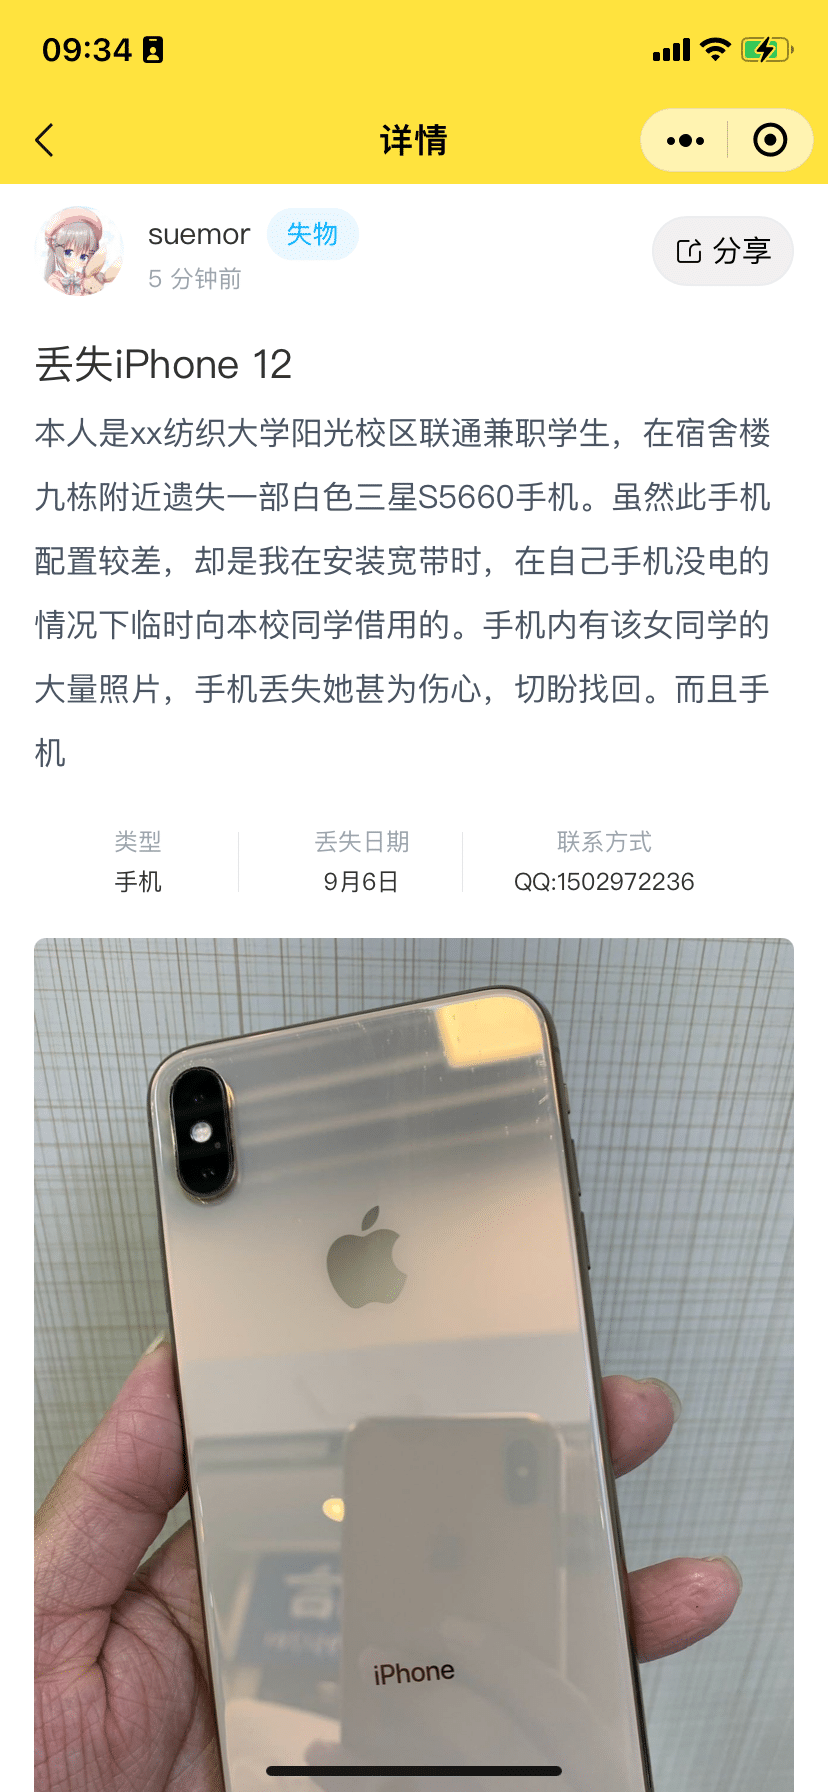 09:34
详情
suemor 失物
5 分钟前
分享
丢失iPhone 12
本人是xx纺织大学阳光校区联通兼职学生，在宿舍楼
九栋附近遗失一部白色三星S5660手机。虽然此手机
配置较差，却是我在安装宽带时，在自己手机没电的
情况下临时向本校同学借用的。手机内有该女同学的
大量照片，手机丢失她甚为伤心，切盼找回。而且手
机
类型 丢失日期 联系方式
手机 9月6日 QQ:1502972236
iPhone